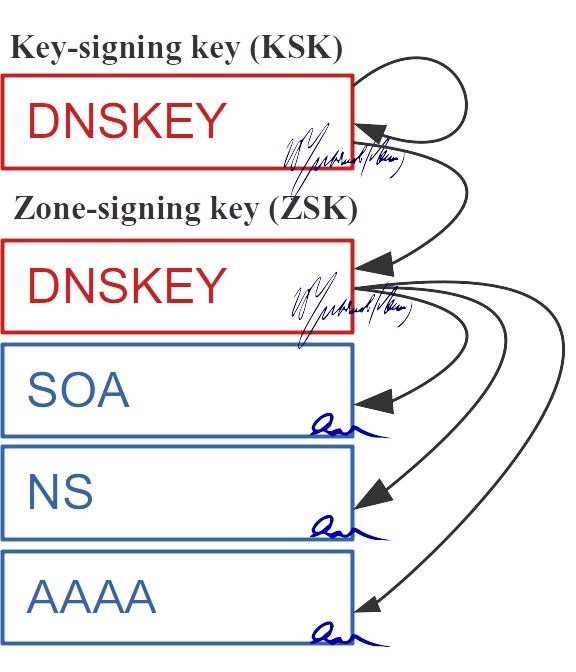 Key-signing key (KSK)
DNSKEY
Zone-signing key (ZSK)
DNSKEY
SOA
NS
AAAA